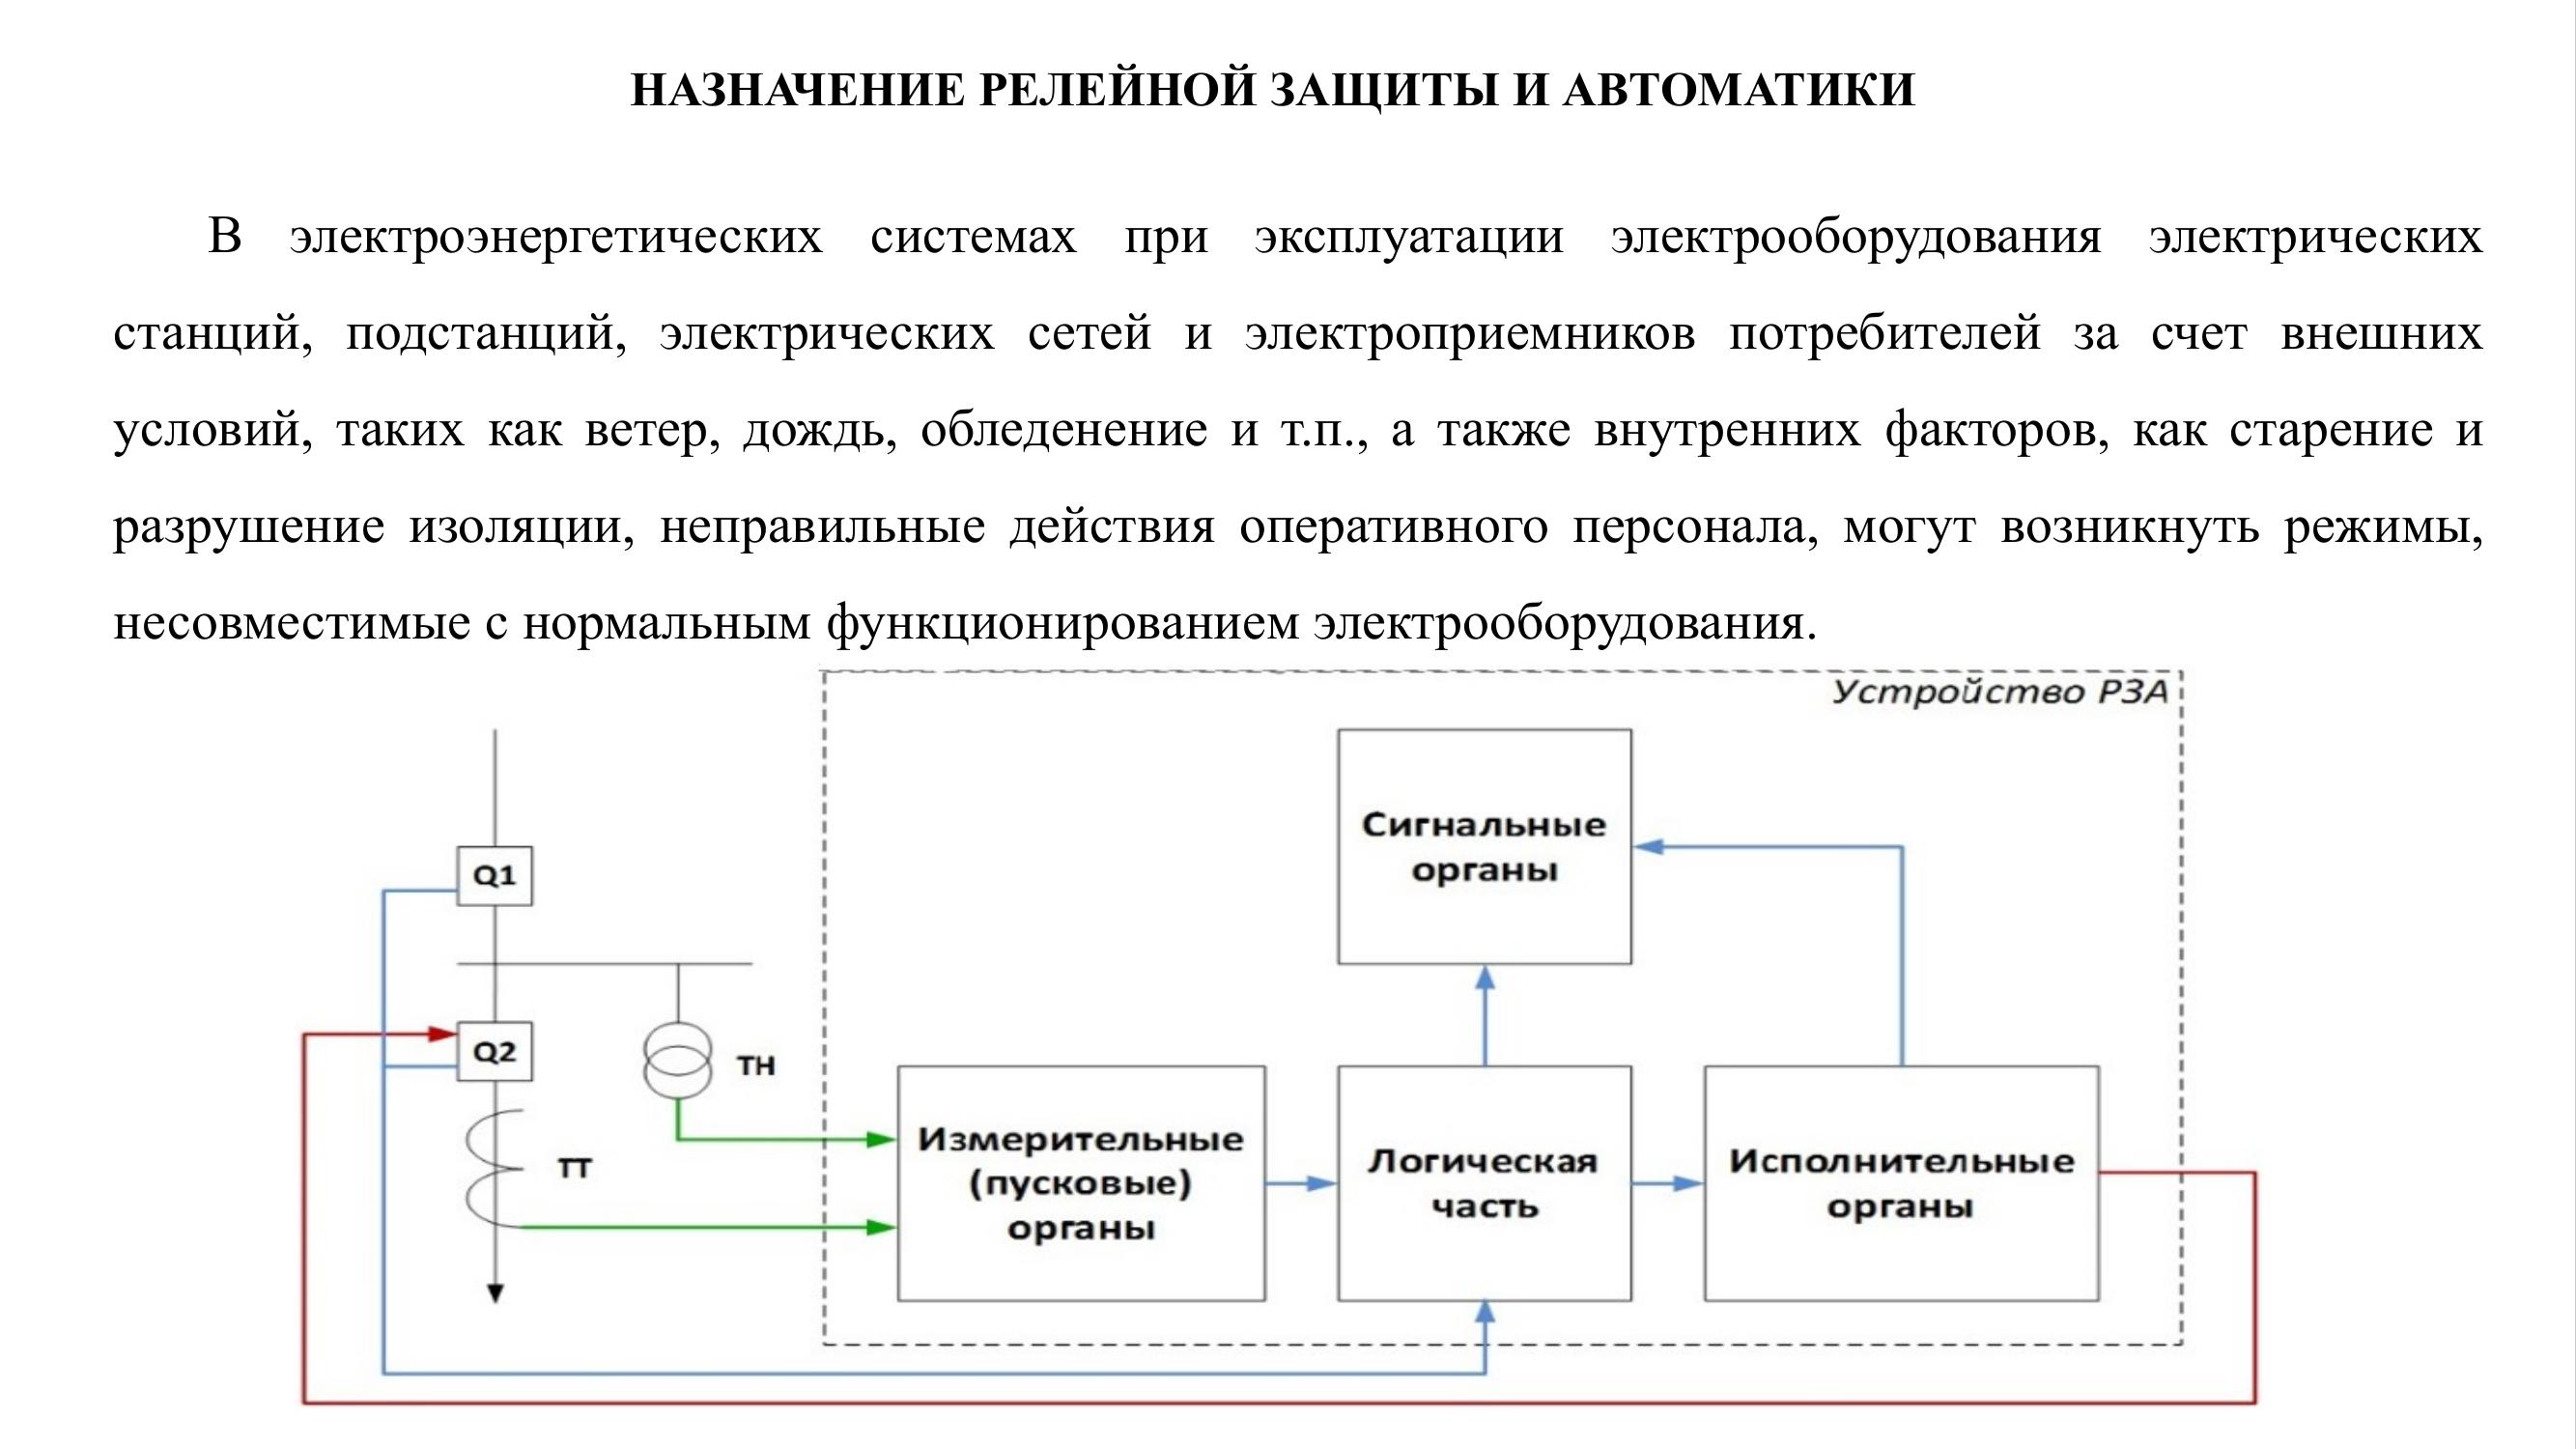 НАЗНАЧЕНИЕ РЕЛЕЙНОЙ ЗАЩИТЫ И АВТОМАТИКИ
В электроэнергетических системах при эксплуатации электрооборудования электрических
станций, подстанций, электрических сетей и электроприемников потребителей за счет внешних
условий, таких как ветер, дождь, обледенение и т.п., а также внутренних факторов, как старение и
разрушение изоляции, неправильные действия оперативного персонала, могут возникнуть режимы,
несовместимые с нормальным функционированием электрооборудования.
Устройство РЗА
Сигнальные
органы
Q1
Q2
ТН
ТТ
Измерительные
(пусковые)
органы
Логическая
часть
Исполнительные
органы